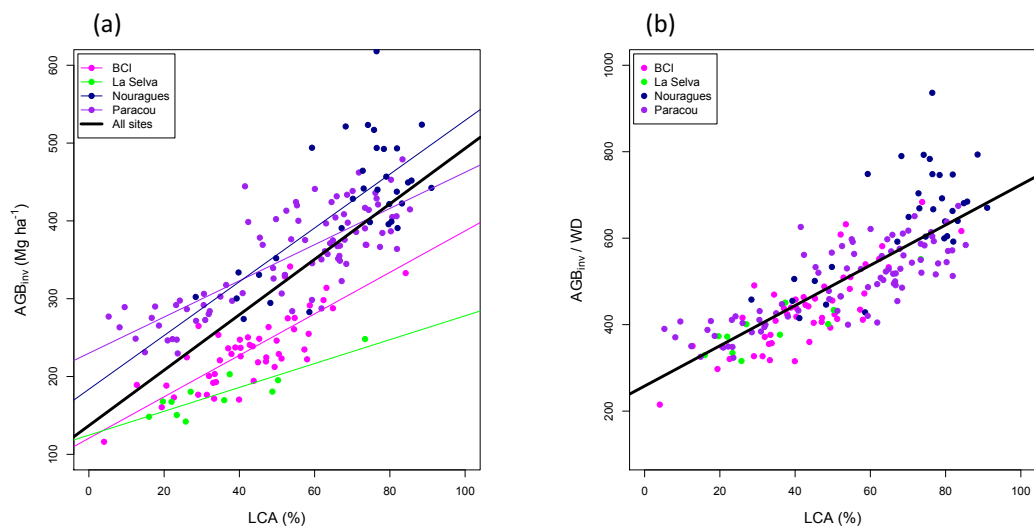 (a)
AGBinv (Mg ha-1)
600
500
400
300
200
100
BCI
La Selva
Nouragues
Paracou
All sites
0 20 40 60 80 100
LCA (%)
(b)
AGBinv / WD
1000
800
600
400
200
BCI
La Selva
Nouragues
Paracou
0 20 40 60 80 100
LCA (%)